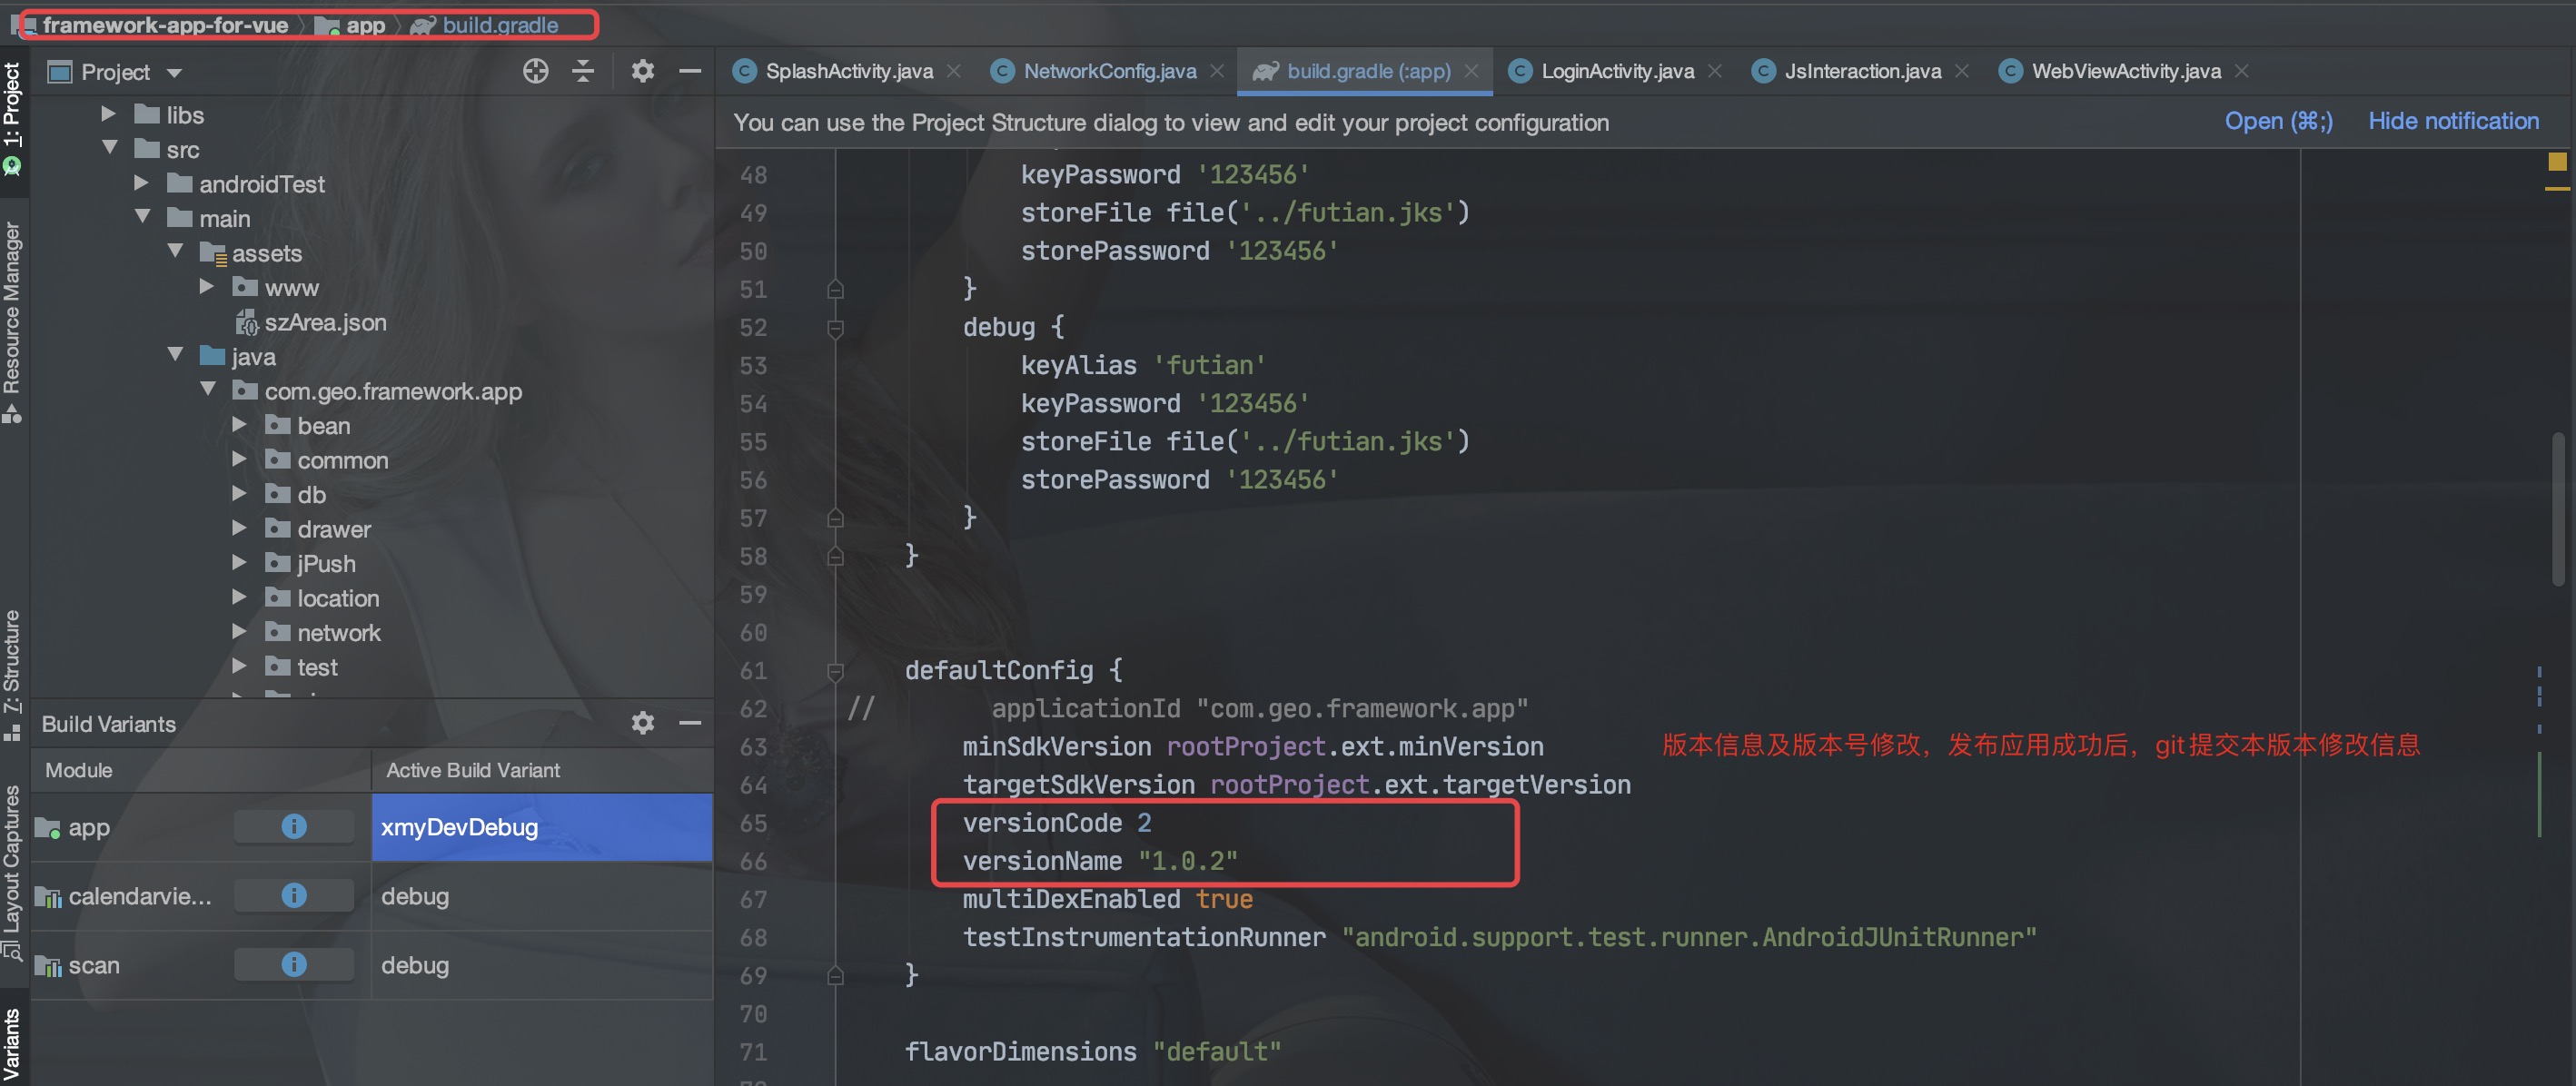 framework-app-for-vue app build.gradle
Project
SplashActivity.java NetworkConfig.java build.gradle (:app) LoginActivity.java JsInteraction.java WebViewActivity.java
You can use the Project Structure dialog to view and edit your project configuration Open (⌘;) Hide notification
1: Project
Resource Manager
7: Structure
Layout Captures
Variants
libs
src
androidTest
main
assets
www
szArea.json
java
com.geo.framework.app
bean
common
db
drawer
jPush
location
network
test
Build Variants
Module Active Build Variant
app xmyDevDebug
calendarvie... debug
scan debug
48 keyPassword '123456'
49 storeFile file('../futian.jks')
50 storePassword '123456'
51 }
52 debug {
53 keyAlias 'futian'
54 keyPassword '123456'
55 storeFile file('../futian.jks')
56 storePassword '123456'
57 }
58 }
59
60
61 defaultConfig {
62 // applicationId "com.geo.framework.app"
63 minSdkVersion rootProject.ext.minVersion
版本信息及版本号修改，发布应用成功后，git提交本版本修改信息
64 targetSdkVersion rootProject.ext.targetVersion
65 versionCode 2
66 versionName "1.0.2"
67 multiDexEnabled true
68 testInstrumentationRunner "android.support.test.runner.AndroidJUnitRunner"
69 }
70
71 flavorDimensions "default"